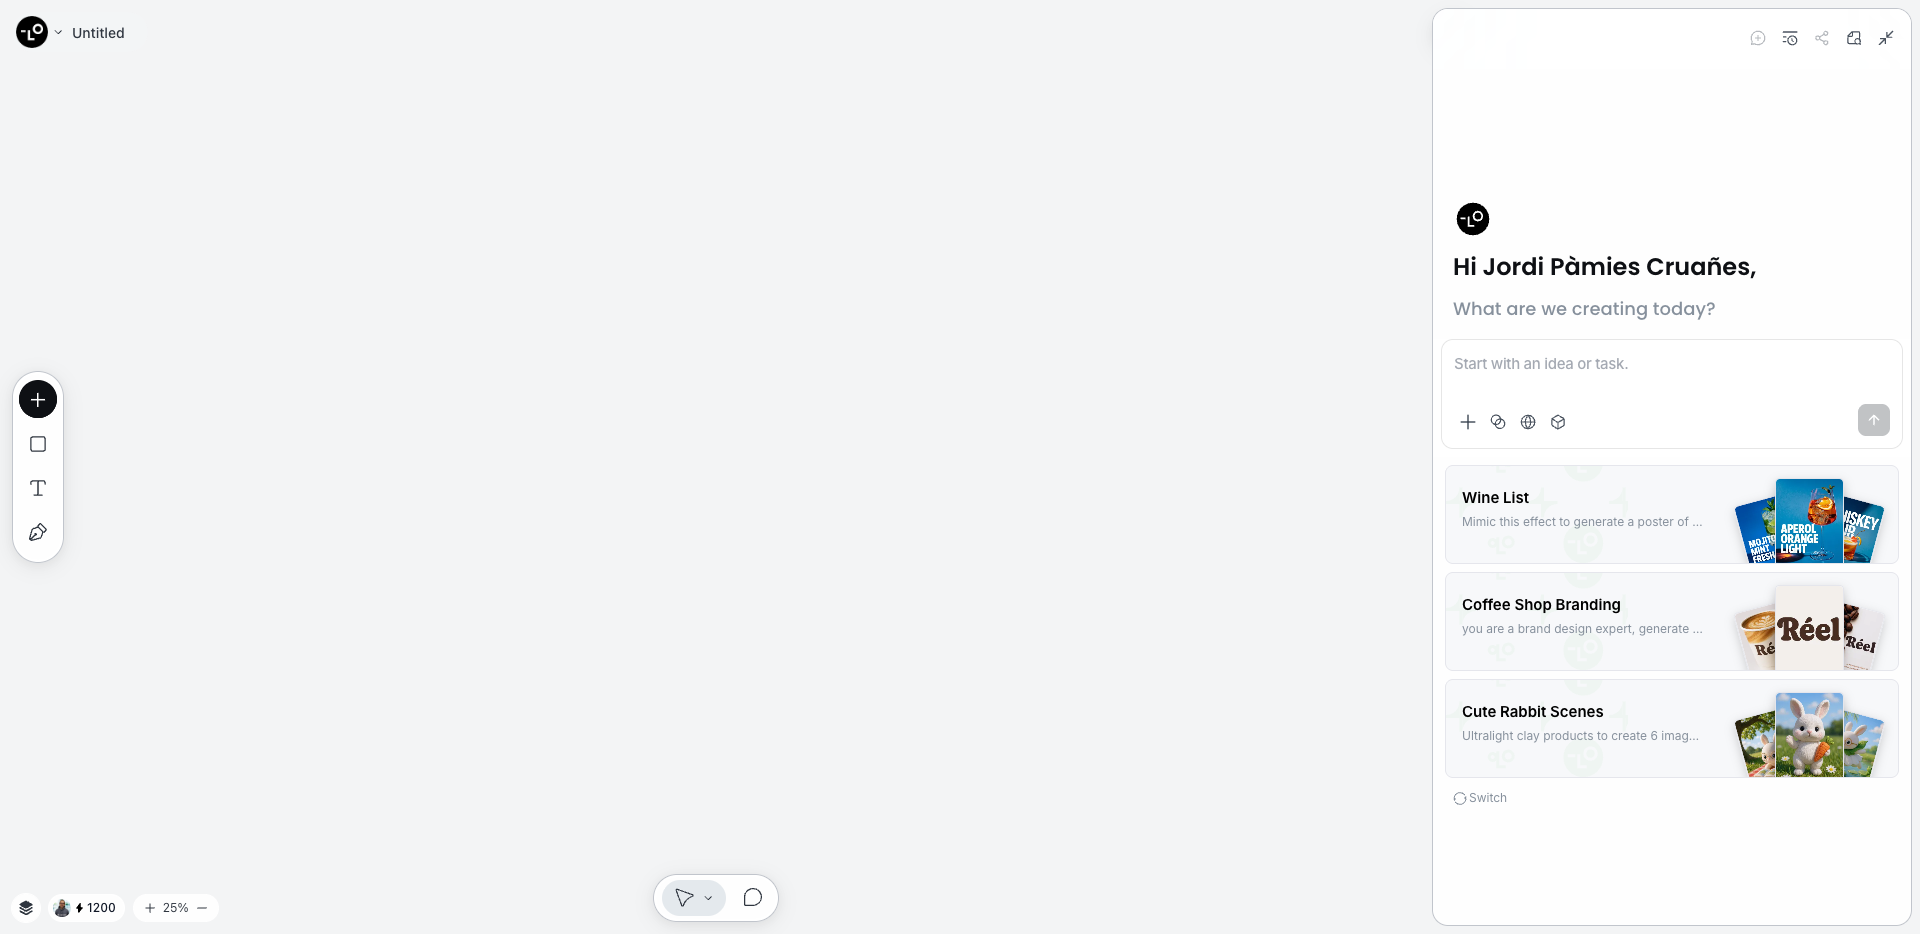 Untitled
Hi Jordi Pàmies Cruañes,
What are we creating today?
Start with an idea or task.
Wine List
Mimic this effect to generate a poster of ...
MOJITO
MINT
FRESH
APEROL
ORANGE
LIGHT
Coffee Shop Branding
you are a brand design expert, generate ...
Réel
Réel
Cute Rabbit Scenes
Ultralight clay products to create 6 imag...
Switch
1200
25%